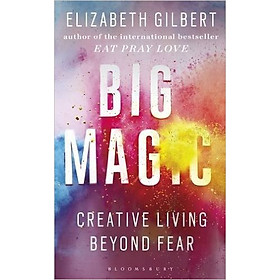 ELIZABETH GILBERT
author of the international bestseller
EAT PRAY LOVE
BIG
MAGIC
CREATIVE LIVING
BEYOND FEAR
BLOOMSBURY